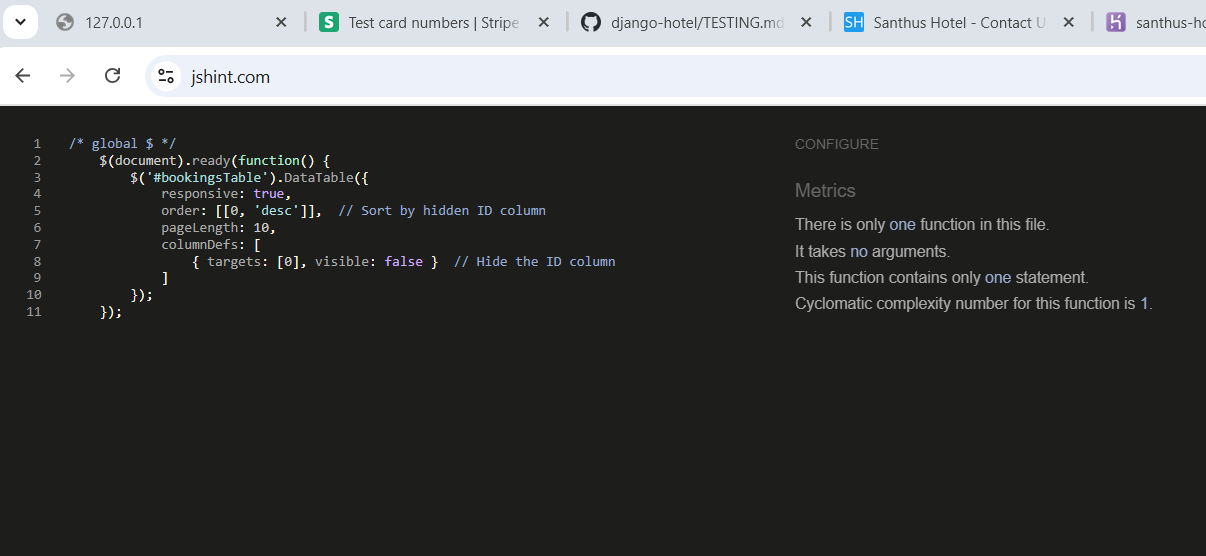 127.0.0.1
Test card numbers | Stripe
django-hotel/TESTING.md
Santhus Hotel - Contact U
santhus-ho
jshint.com
1 /* global $ */
2 $(document).ready(function() {
3 $('#bookingsTable').DataTable({
4 responsive: true,
5 order: [[0, 'desc']], // Sort by hidden ID column
6 pageLength: 10,
7 columnDefs: [
8 { targets: [0], visible: false } // Hide the ID column
9 ]
10 });
11 });
CONFIGURE
Metrics
There is only one function in this file.
It takes no arguments.
This function contains only one statement.
Cyclomatic complexity number for this function is 1.